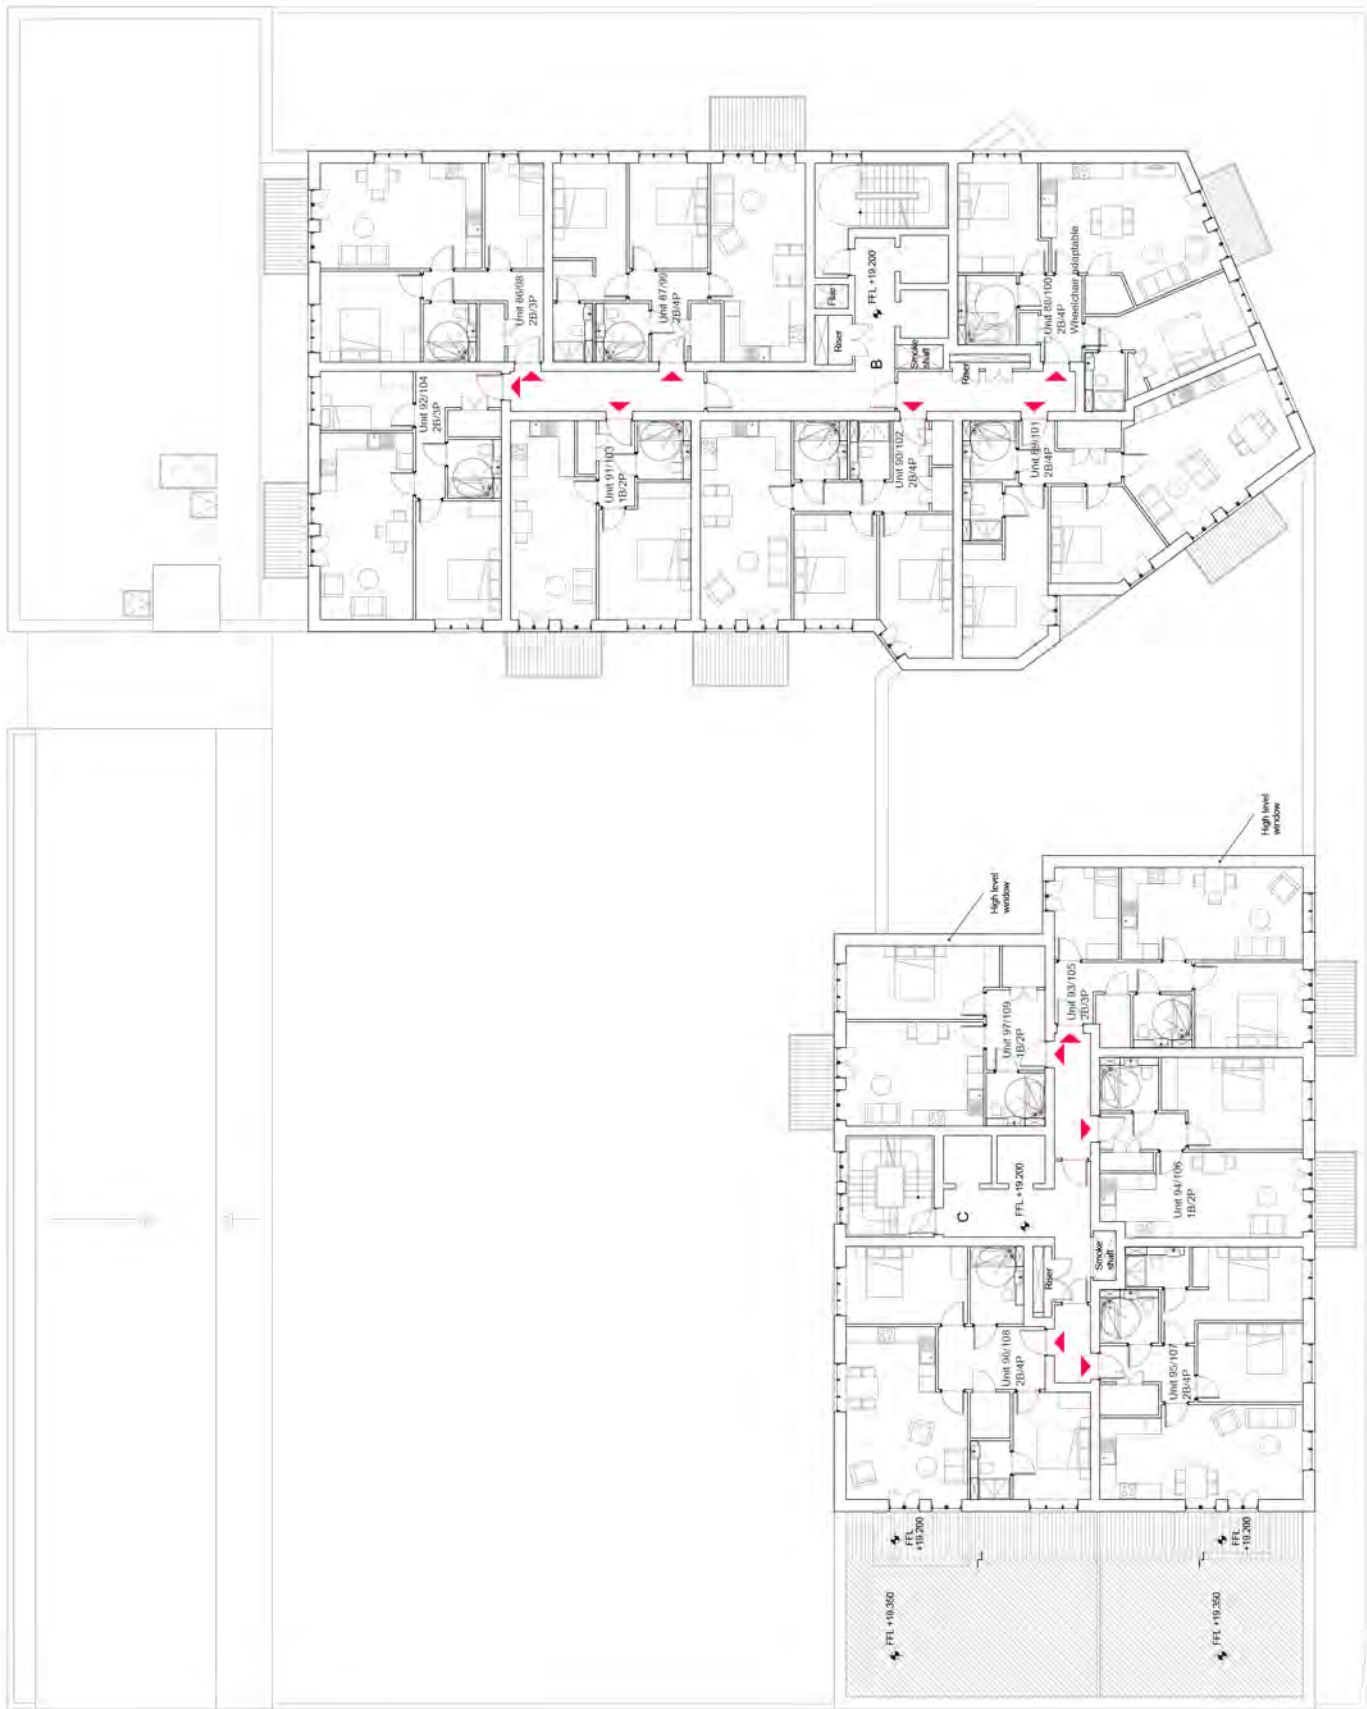 Unit 86/98
2B/3P
Unit 87/99
2B/4P
Flue
Riser
FFL +19.200
B
Smoke
shaft
Riser
Unit 88/100
2B/4P
Wheelchair adaptable
Unit 92/104
2B/3P
Unit 91/103
1B/2P
Unit 90/102
2B/4P
Unit 89/101
2B/4P
High level
window
High level
window
Unit 97/109
1B/2P
Unit 93/105
2B/3P
C
FFL +19.200
Unit 94/106
1B/2P
Riser
Smoke
shaft
Unit 96/108
2B/4P
Unit 95/107
2B/4P
FFL
+19.200
FFL
+19.200
FFL +19.350
FFL +19.350